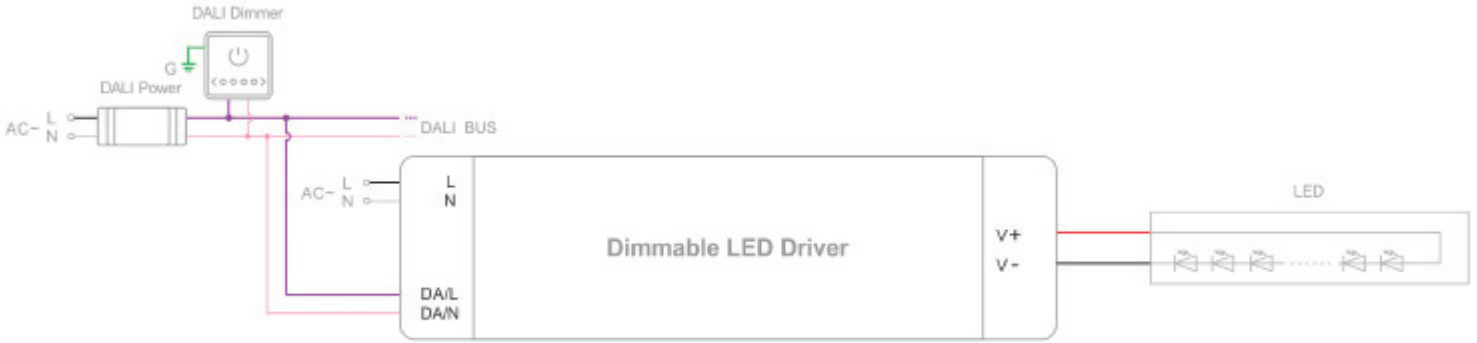 DALI Dimmer
G
DALI Power
AC~ L
N
DALI BUS
AC~ L
N
L
N
LED
Dimmable LED Driver
V+
V-
DA/L
DA/N